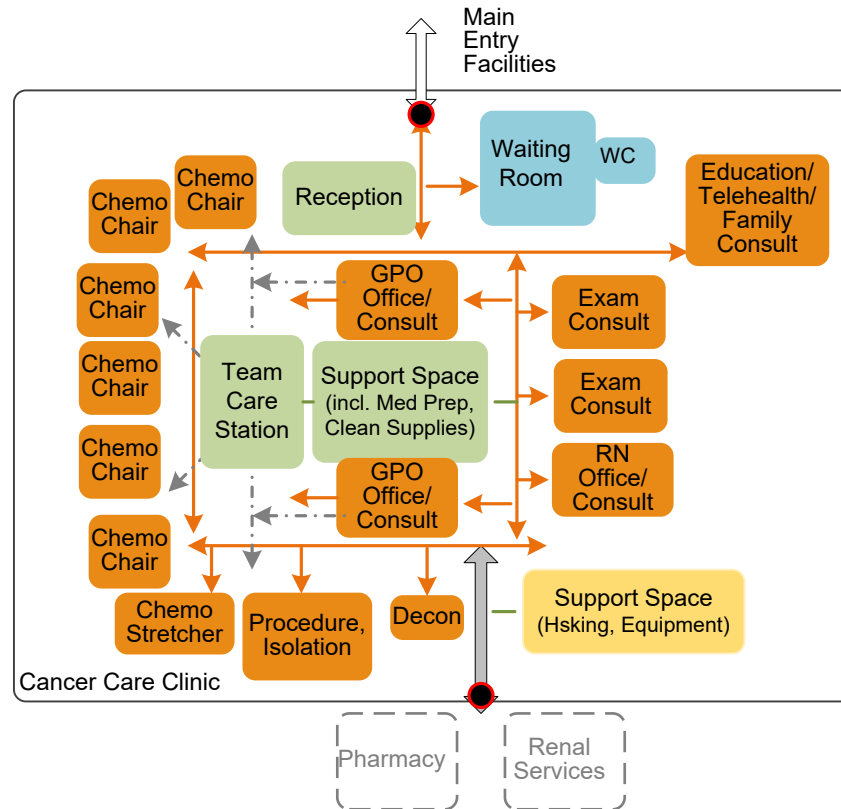 Main
Entry
Facilities
Chemo
Chair
Chemo
Chair
Reception
Waiting
Room
WC
Education/
Telehealth/
Family
Consult
Chemo
Chair
GPO
Office/
Consult
Exam
Consult
Chemo
Chair
Team
Care
Station
Support Space
(incl. Med Prep,
Clean Supplies)
Exam
Consult
Chemo
Chair
GPO
Office/
Consult
RN
Office/
Consult
Chemo
Chair
Chemo
Stretcher
Procedure,
Isolation
Decon
Support Space
(Hsking, Equipment)
Cancer Care Clinic
Pharmacy
Renal
Services